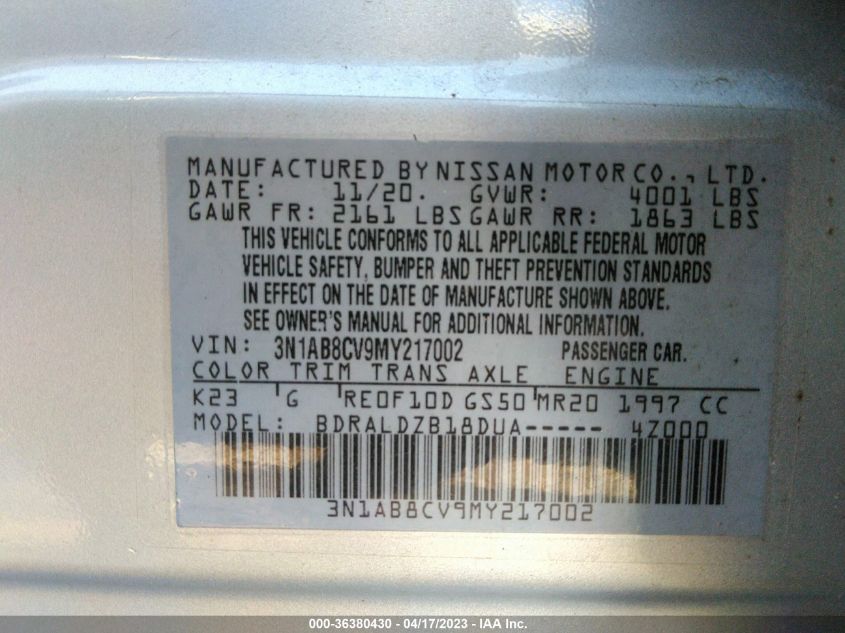 MANUFACTURED BY NISSAN MOTOR CO., LTD.
DATE: 11/20. GVWR: 4001 LBS
GAWR FR: 2161 LBS GAWR RR: 1863 LBS
THIS VEHICLE CONFORMS TO ALL APPLICABLE FEDERAL MOTOR
VEHICLE SAFETY, BUMPER AND THEFT PREVENTION STANDARDS
IN EFFECT ON THE DATE OF MANUFACTURE SHOWN ABOVE.
SEE OWNER'S MANUAL FOR ADDITIONAL INFORMATION.
VIN: 3N1AB8CV9MY217002 PASSENGER CAR.
COLOR TRIM TRANS AXLE ENGINE
K23 G RE0F10D GS50 MR20 1997 CC
MODEL: BDRALDZB18DUA----- 4Z000
3N1AB8CV9MY217002
000-36380430 - 04/17/2023 - IAA Inc.